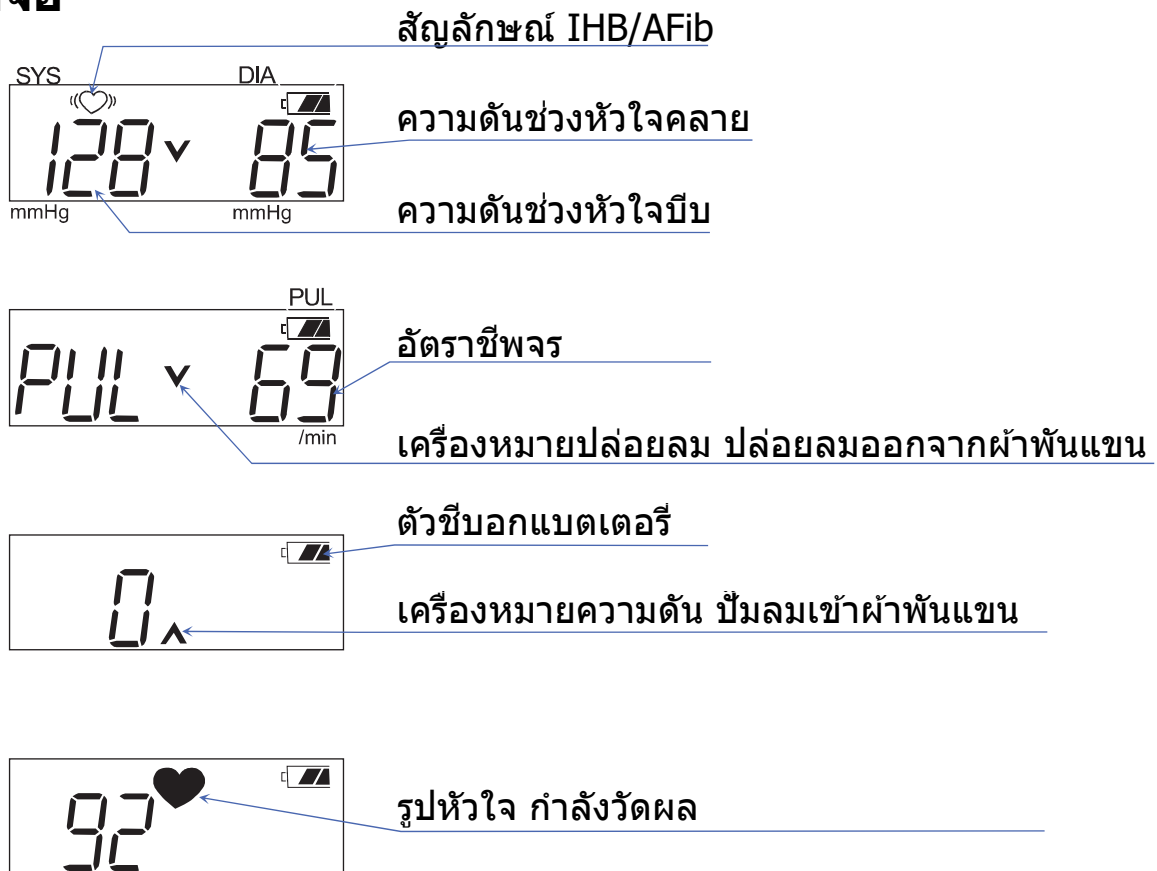 สัญลักษณ์ IHB/AFib
SYS DIA
128 85
mmHg mmHg
ความดันช่วงหัวใจคลาย
ความดันช่วงหัวใจบีบ
PUL
PUL 69
/min
อัตราชีพจร
เครื่องหมายปล่อยลม ปล่อยลมออกจากผ้าพันแขน
ตัวชีบอกแบตเตอรี่
0
เครื่องหมายความดัน ปั๊มลมเข้าผ้าพันแขน
92
รูปหัวใจ กำลังวัดผล